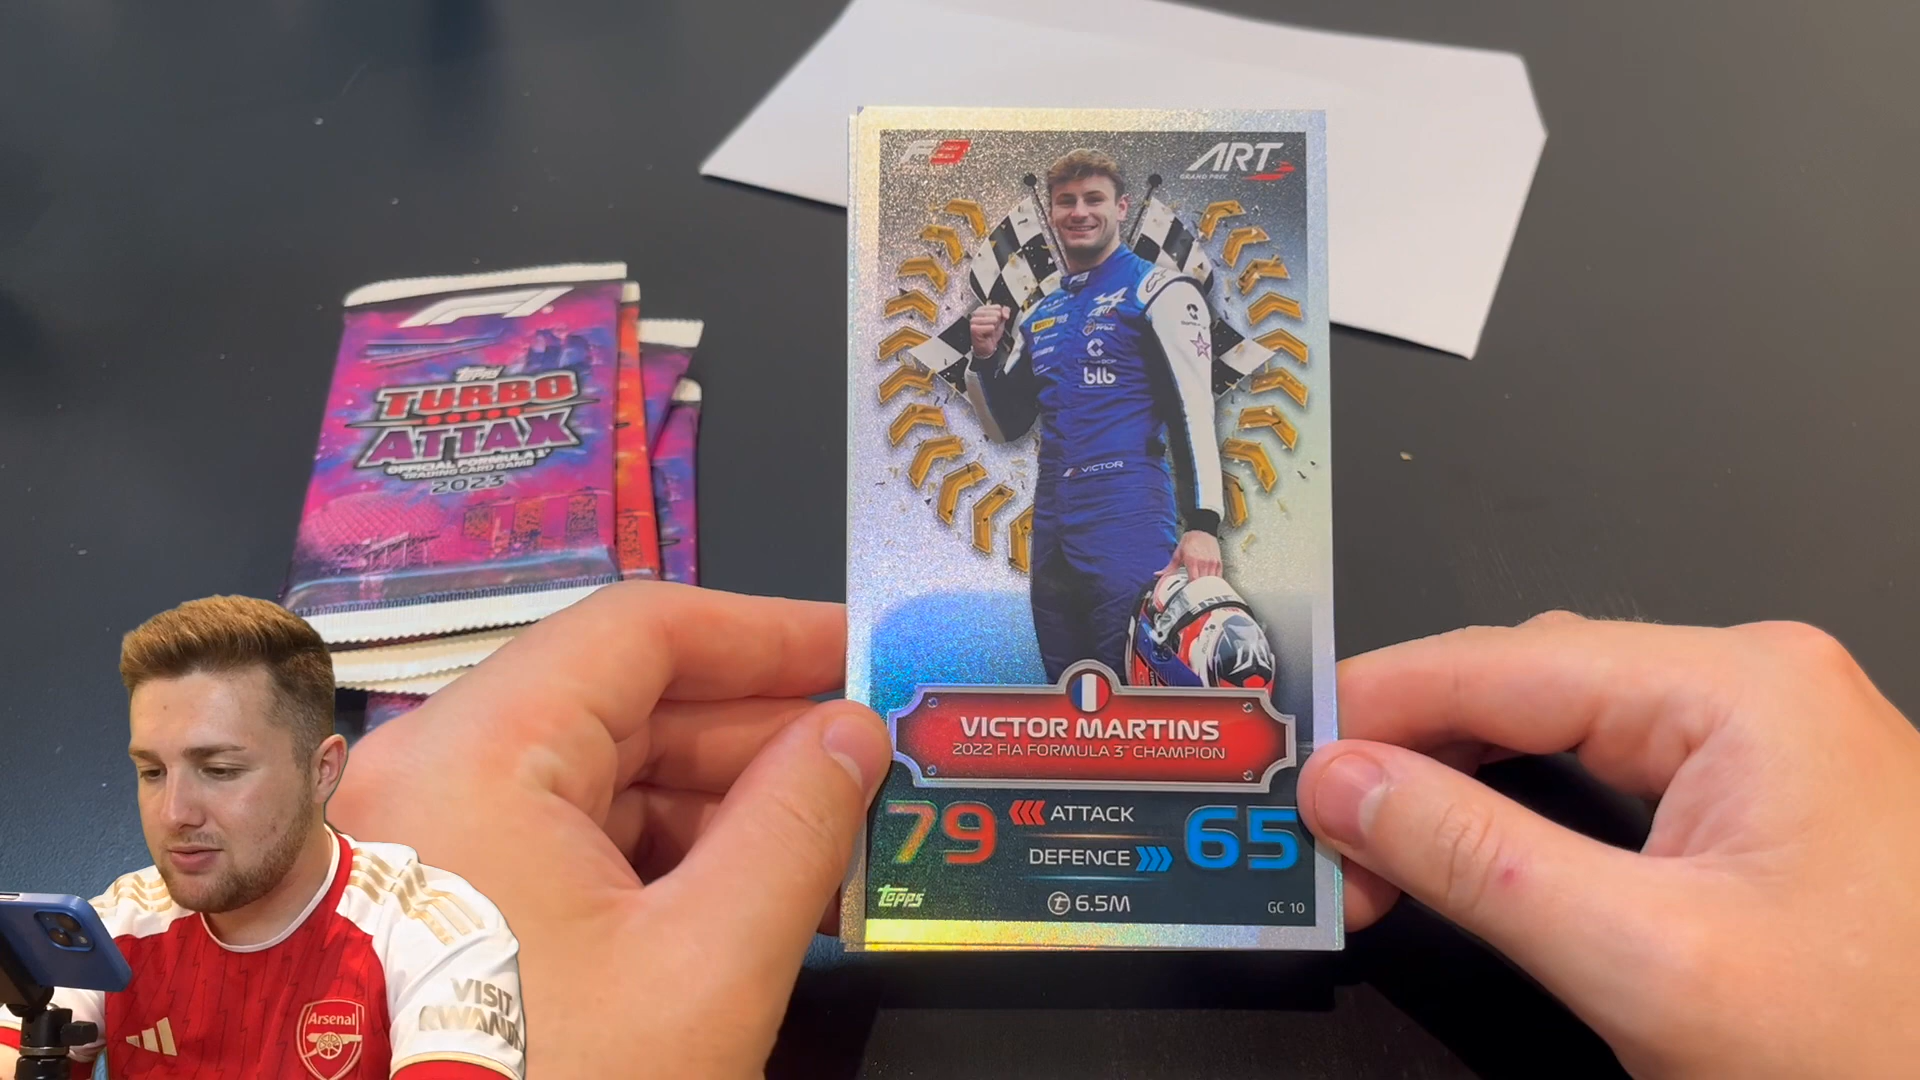 F1
topps
TURBO
ATTAX
OFFICIAL FORMULA 1
TRADING CARD GAME
2023
F3
ART
GRAND PRIX
blb
VICTOR
VICTOR MARTINS
2022 FIA FORMULA 3™ CHAMPION
79 ATTACK
DEFENCE 65
topps
6.5M
GC 10
VISIT
RWANDA
Arsenal